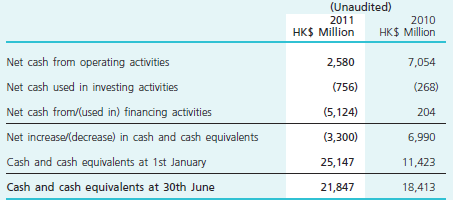 (Unaudited)
2011 2010
HK$ Million HK$ Million
Net cash from operating activities 2,580 7,054
Net cash used in investing activities (756) (268)
Net cash from/(used in) financing activities (5,124) 204
Net increase/(decrease) in cash and cash equivalents (3,300) 6,990
Cash and cash equivalents at 1st January 25,147 11,423
Cash and cash equivalents at 30th June 21,847 18,413